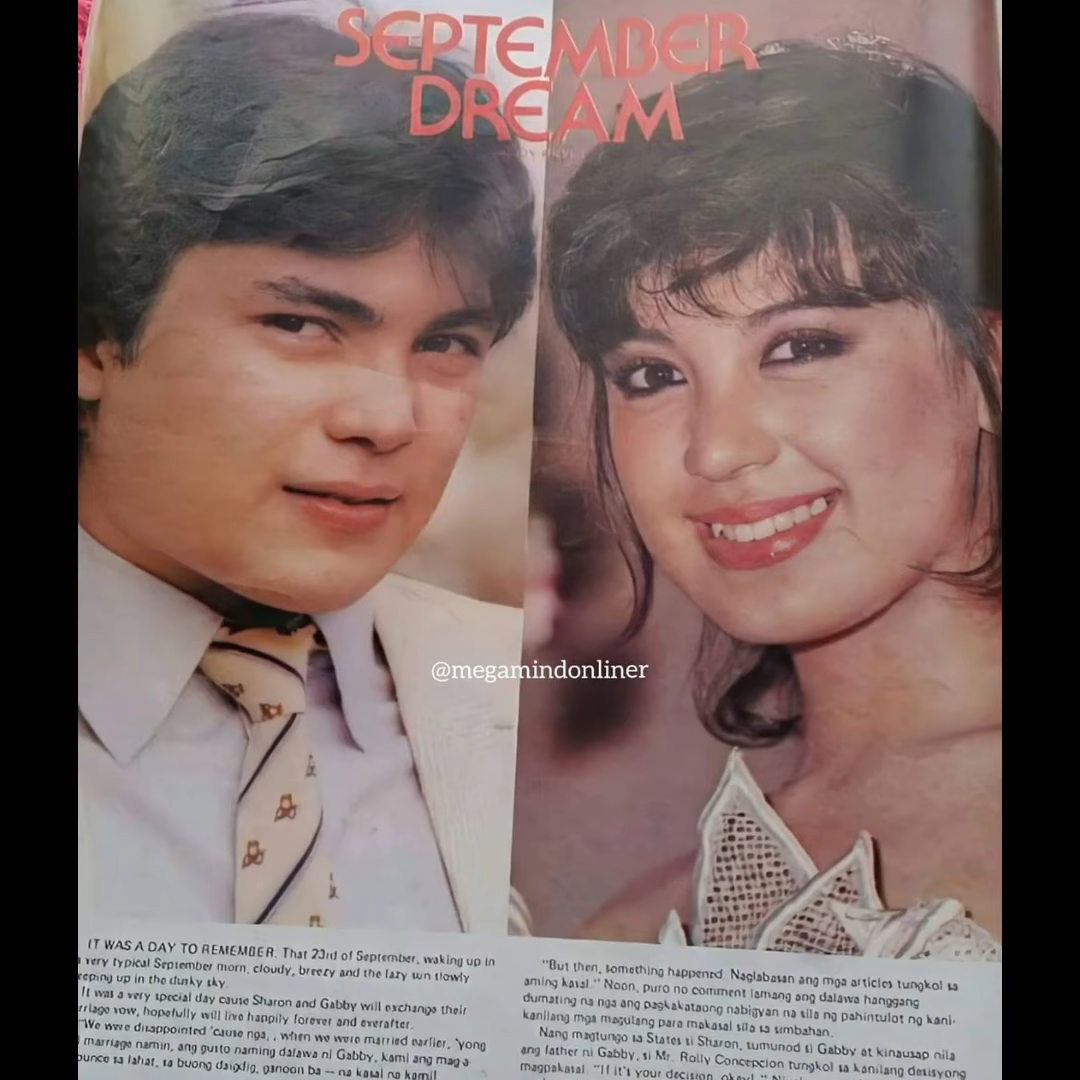 SEPTEMBER
DREAM
@megamindonliner
IT WAS A DAY TO REMEMBER. That 23rd of September, waking up in
very typical September morn, cloudy, breezy and the lazy sun slowly
eeping up in the dusky sky.
It was a very special day cause Sharon and Gabby will exchange their
rriage vow, hopefully will live happily forever and everafter.
"We were disappointed 'cause nga, , when we were married earlier, 'yong
marriage namin, ang gusto naming dalawa ni Gabby, kami ang mag-a-
ounce sa lahat, sa buong daigdig, ganoon ba — na kasal na kami!
"But then, something happened. Naglabasan ang mga articles tungkol sa
aming kasal." Noon, puro no comment lamang ang dalawa hanggang
dumating na nga ang pagkakataong nabigyan na sila ng pahintulot ng kani-
kanilang mga magulang para makasal sila sa simbahan.
Nang magtungo sa States si Sharon, sumunod si Gabby at kinausap nila
ang father ni Gabby, si Mr. Rolly Concepcion tungkol sa kanilang desisyong
magpakasal. "If it's your decision, okay!